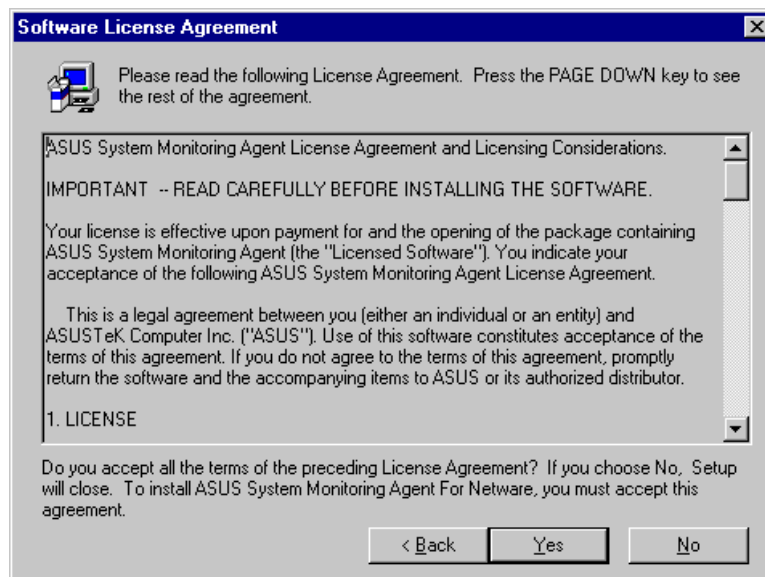 Software License Agreement
Please read the following License Agreement.  Press the PAGE DOWN key to see
the rest of the agreement.
ASUS System Monitoring Agent License Agreement and Licensing Considerations.
IMPORTANT  -- READ CAREFULLY BEFORE INSTALLING THE SOFTWARE.
Your license is effective upon payment for and the opening of the package containing
ASUS System Monitoring Agent (the "Licensed Software"). You indicate your
acceptance of the following ASUS System Monitoring Agent License Agreement.
This is a legal agreement between you (either an individual or an entity) and
ASUSTeK Computer Inc. ("ASUS"). Use of this software constitutes acceptance of the
terms of this agreement. If you do not agree to the terms of this agreement, promptly
return the software and the accompanying items to ASUS or its authorized distributor.
1. LICENSE
Do you accept all the terms of the preceding License Agreement?  If you choose No,  Setup
will close.  To install ASUS System Monitoring Agent For Netware, you must accept this
agreement.
< Back
Yes
No